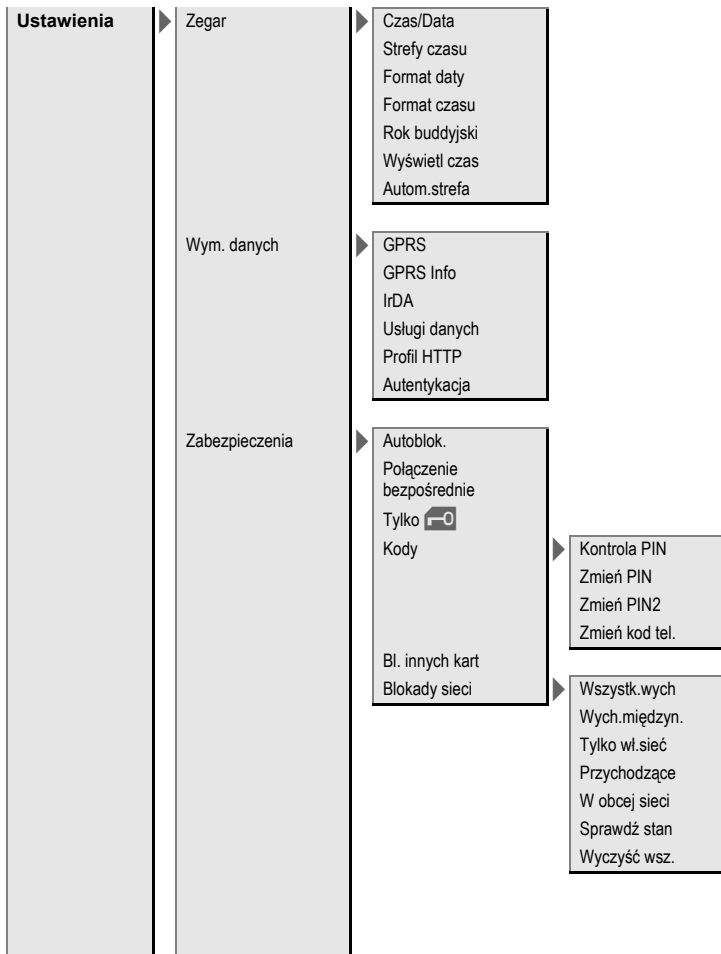 Ustawienia
Zegar
Czas/Data
Strefy czasu
Format daty
Format czasu
Rok buddyjski
Wyświetl czas
Autom.strefa
Wym. danych
GPRS
GPRS Info
IrDA
Usługi danych
Profil HTTP
Autentykacja
Zabezpieczenia
Autoblok.
Połączenie
bezpośrednie
Tylko
Kody
Kontrola PIN
Zmień PIN
Zmień PIN2
Zmień kod tel.
Bl. innych kart
Blokady sieci
Wszystk.wych
Wych.międzyn.
Tylko wł.sieć
Przychodzące
W obcej sieci
Sprawdź stan
Wyczyść wsz.